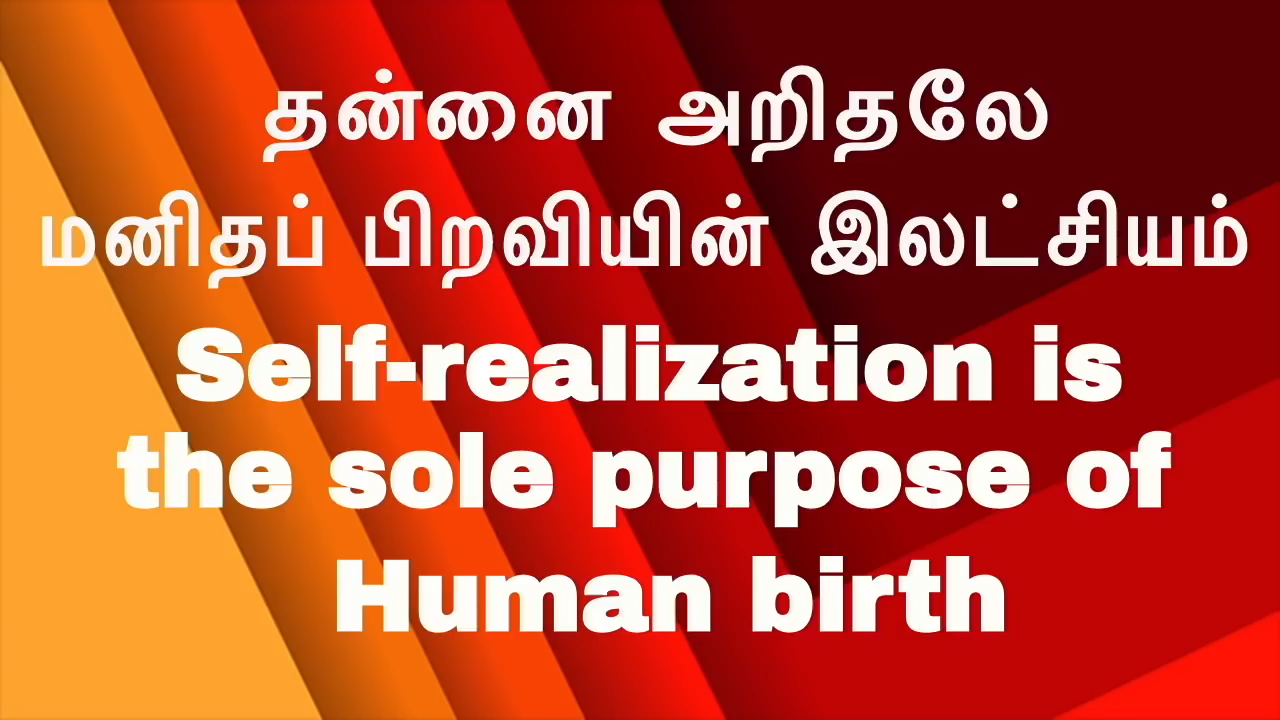 தன்னை அறிதலே
மனிதப் பிறவியின் இலட்சியம்
Self-realization is
the sole purpose of
Human birth